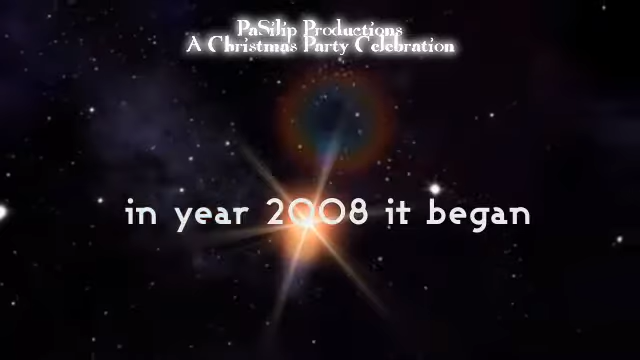 PaSilip Productions
A Christmas Party Celebration
in year 2008 it began